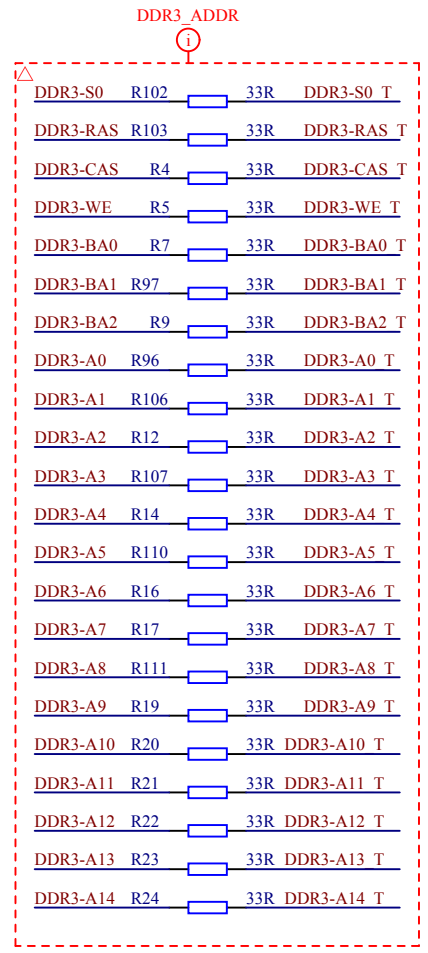 DDR3_ADDR
i
DDR3-S0 R102 33R DDR3-S0_T
DDR3-RAS R103 33R DDR3-RAS_T
DDR3-CAS R4 33R DDR3-CAS_T
DDR3-WE R5 33R DDR3-WE_T
DDR3-BA0 R7 33R DDR3-BA0_T
DDR3-BA1 R97 33R DDR3-BA1_T
DDR3-BA2 R9 33R DDR3-BA2_T
DDR3-A0 R96 33R DDR3-A0_T
DDR3-A1 R106 33R DDR3-A1_T
DDR3-A2 R12 33R DDR3-A2_T
DDR3-A3 R107 33R DDR3-A3_T
DDR3-A4 R14 33R DDR3-A4_T
DDR3-A5 R110 33R DDR3-A5_T
DDR3-A6 R16 33R DDR3-A6_T
DDR3-A7 R17 33R DDR3-A7_T
DDR3-A8 R111 33R DDR3-A8_T
DDR3-A9 R19 33R DDR3-A9_T
DDR3-A10 R20 33R DDR3-A10_T
DDR3-A11 R21 33R DDR3-A11_T
DDR3-A12 R22 33R DDR3-A12_T
DDR3-A13 R23 33R DDR3-A13_T
DDR3-A14 R24 33R DDR3-A14_T